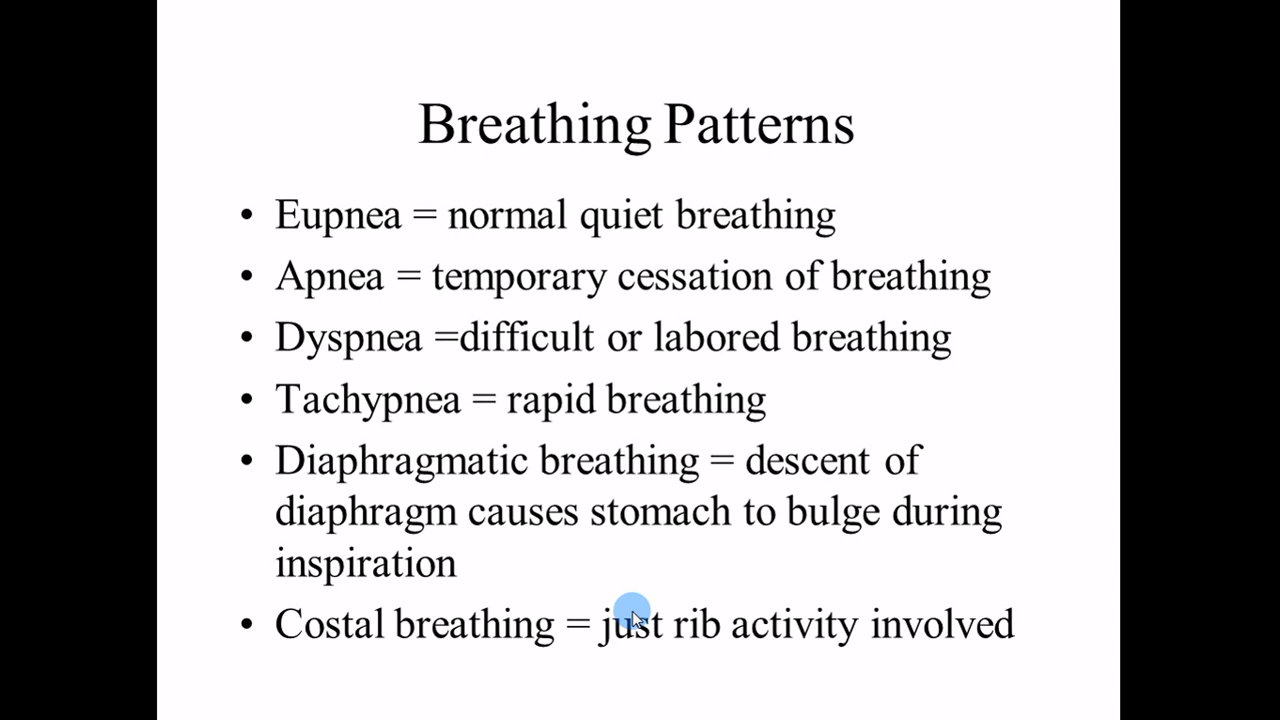 Breathing Patterns
• Eupnea = normal quiet breathing
• Apnea = temporary cessation of breathing
• Dyspnea =difficult or labored breathing
• Tachypnea = rapid breathing
• Diaphragmatic breathing = descent of
diaphragm causes stomach to bulge during
inspiration
• Costal breathing = just rib activity involved